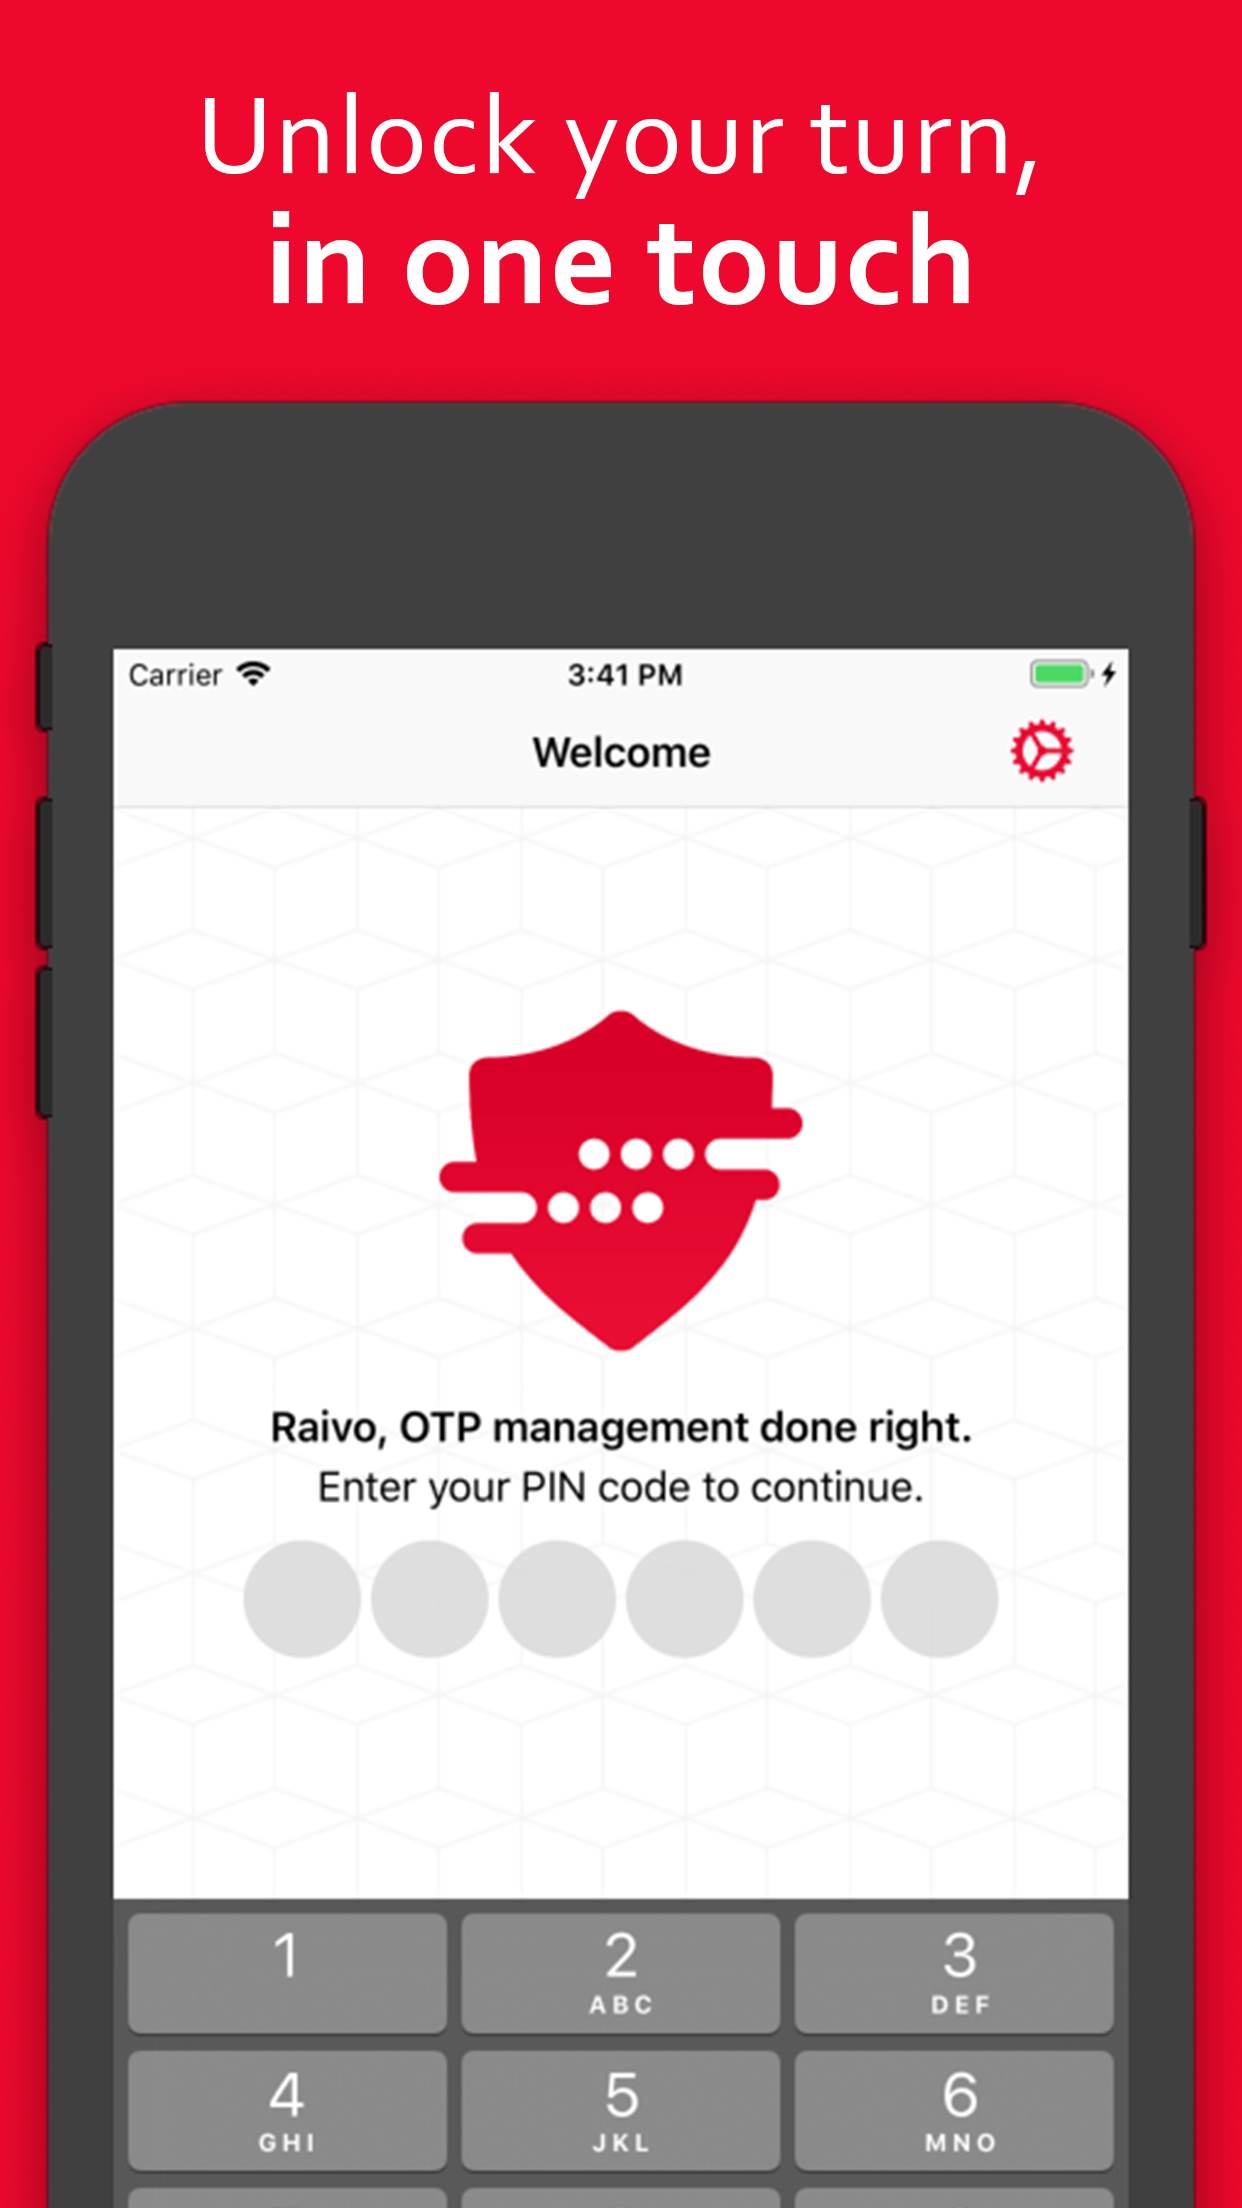 Unlock your turn,
in one touch
Carrier 3:41 PM
Welcome
Raivo, OTP management done right.
Enter your PIN code to continue.
1 2 3
ABC DEF
4 5 6
GHI JKL MNO